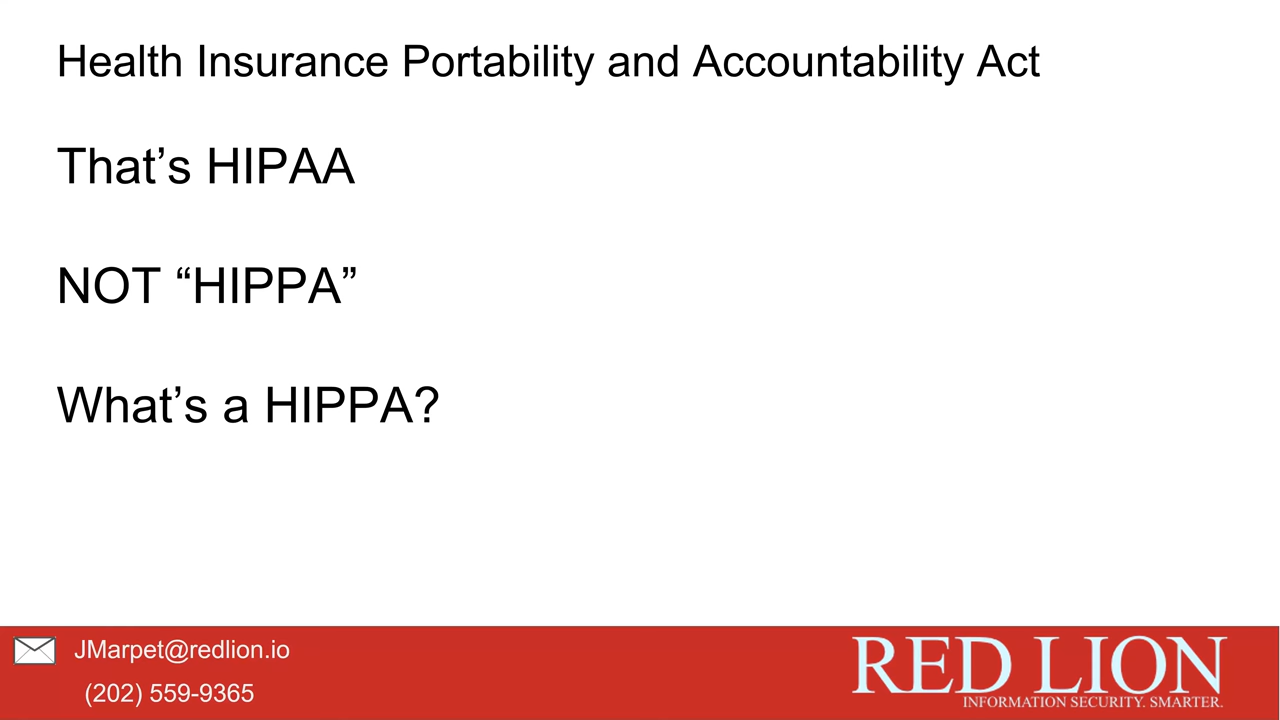 Health Insurance Portability and Accountability Act
That’s HIPAA
NOT “HIPPA”
What’s a HIPPA?
JMarpet@redlion.io
(202) 559-9365
RED LION
INFORMATION SECURITY. SMARTER.